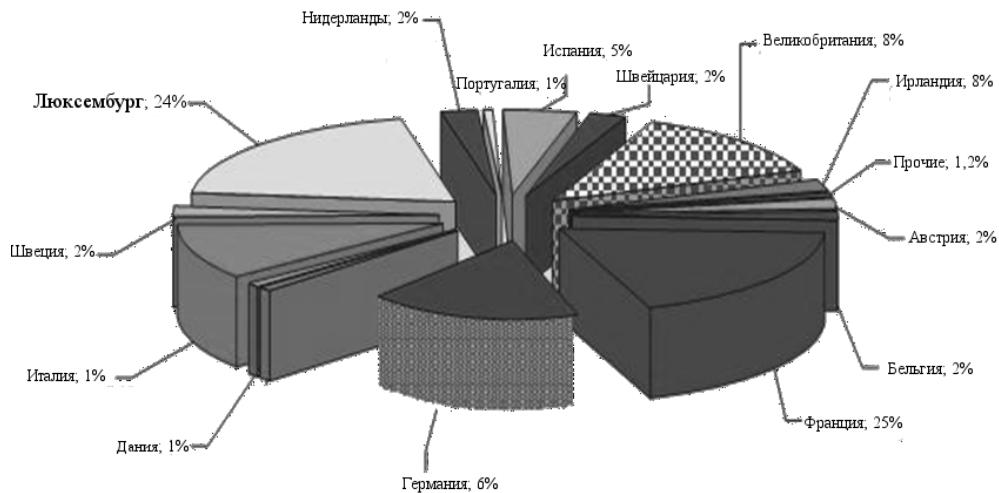 Нидерланды; 2%
Испания; 5%
Великобритания; 8%
Португалия; 1%
Швейцария; 2%
Ирландия; 8%
Люксембург; 24%
Прочие; 1,2%
Швеция; 2%
Австрия; 2%
Италия; 1%
Бельгия; 2%
Дания; 1%
Франция; 25%
Германия; 6%